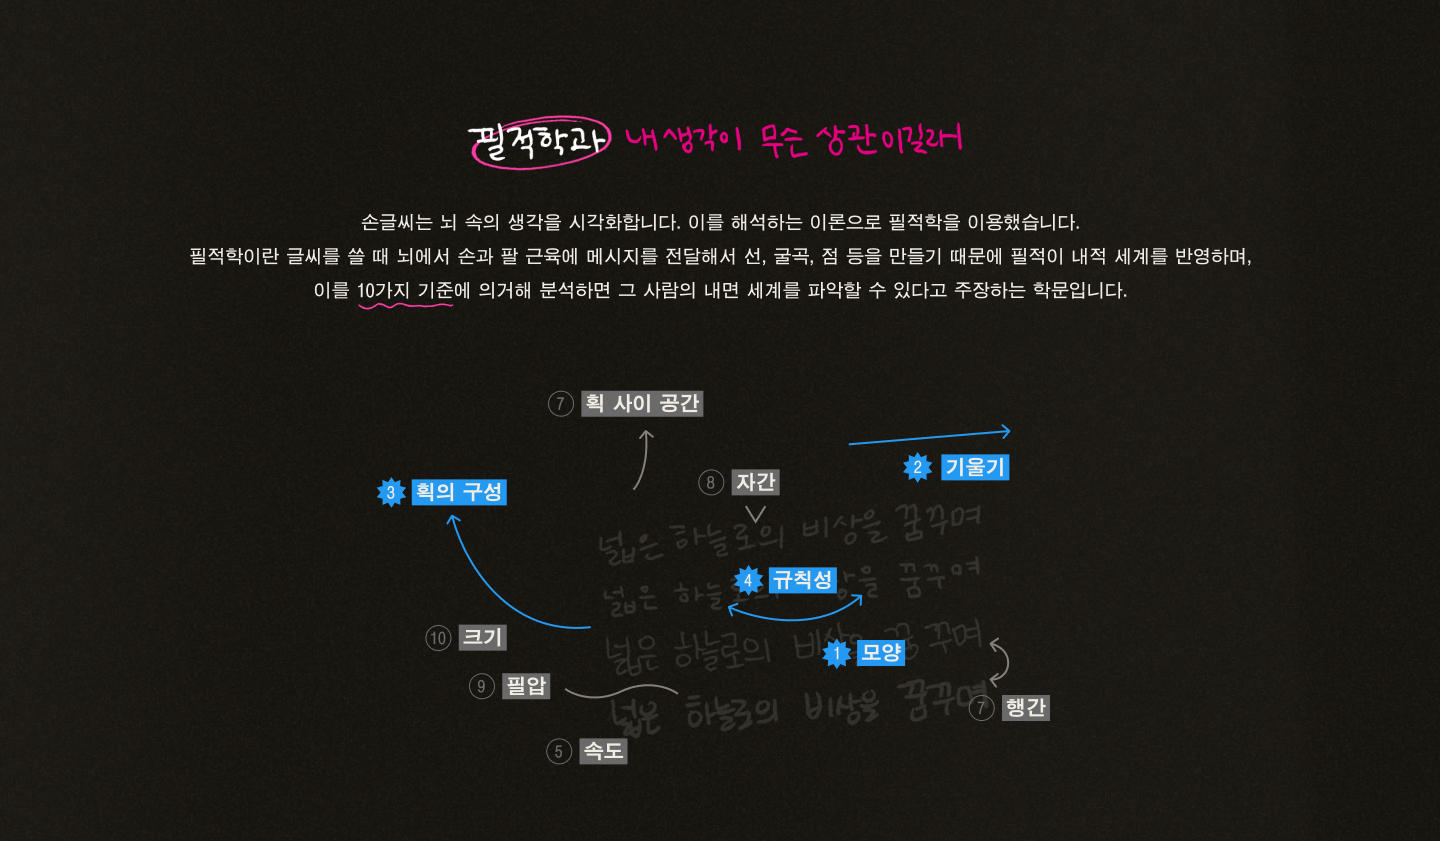 필적학과 내 생각이 무슨 상관이길래
손글씨는 뇌 속의 생각을 시각화합니다. 이를 해석하는 이론으로 필적학을 이용했습니다.
필적학이란 글씨를 쓸 때 뇌에서 손과 팔 근육에 메시지를 전달해서 선, 굴곡, 점 등을 만들기 때문에 필적이 내적 세계를 반영하며,
이를 10가지 기준에 의거해 분석하면 그 사람의 내면 세계를 파악할 수 있다고 주장하는 학문입니다.
7 획 사이 공간
2 기울기
8 자간
3 획의 구성
넓은 하늘로의 비상을 꿈꾸며
4 규칙성
넓은 하늘로의 상을 꿈꾸며
10 크기
넓은 하늘로의 비상을 꿈꾸며
1 모양
9 필압
넓은 하늘로의 비상을 꿈꾸며
7 행간
5 속도